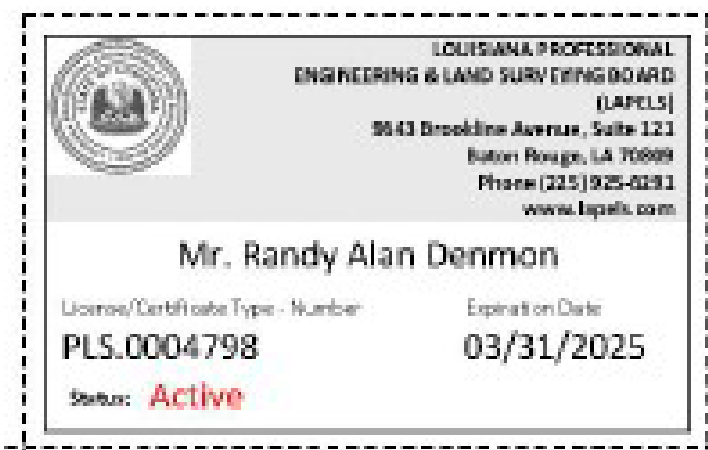 LOUISIANA PROFESSIONAL
ENGINEERING & LAND SURVEYING BOARD
(LAPELS)
9643 Brookline Avenue, Suite 121
Baton Rouge, LA 70809
Phone (225) 925-6291
www.lapels.com
Mr. Randy Alan Denmon
License/Certificate Type - Number
Expiration Date
PLS.0004798
03/31/2025
Status: Active